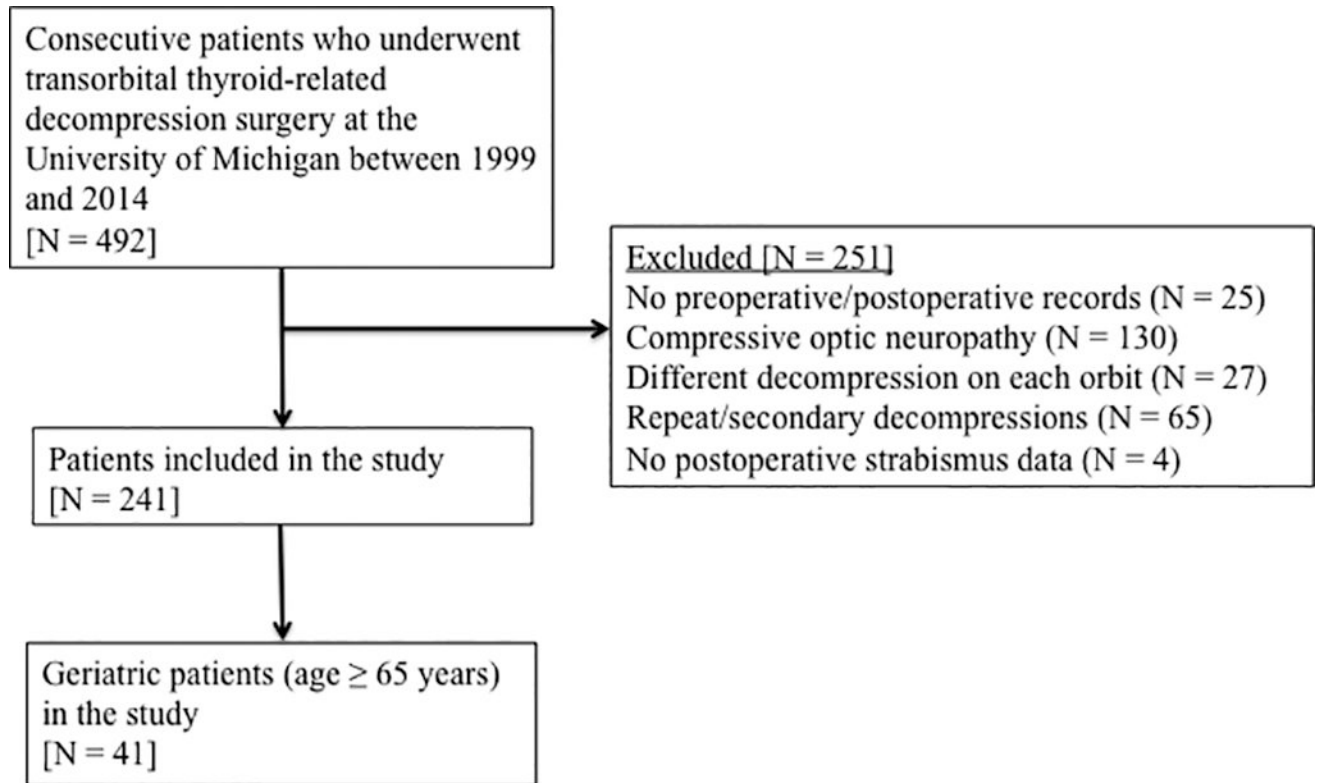 Consecutive patients who underwent
transorbital thyroid-related
decompression surgery at the
University of Michigan between 1999
and 2014
[N = 492]
Excluded [N = 251]
No preoperative/postoperative records (N = 25)
Compressive optic neuropathy (N = 130)
Different decompression on each orbit (N = 27)
Repeat/secondary decompressions (N = 65)
No postoperative strabismus data (N = 4)
Patients included in the study
[N = 241]
Geriatric patients (age ≥ 65 years)
in the study
[N = 41]